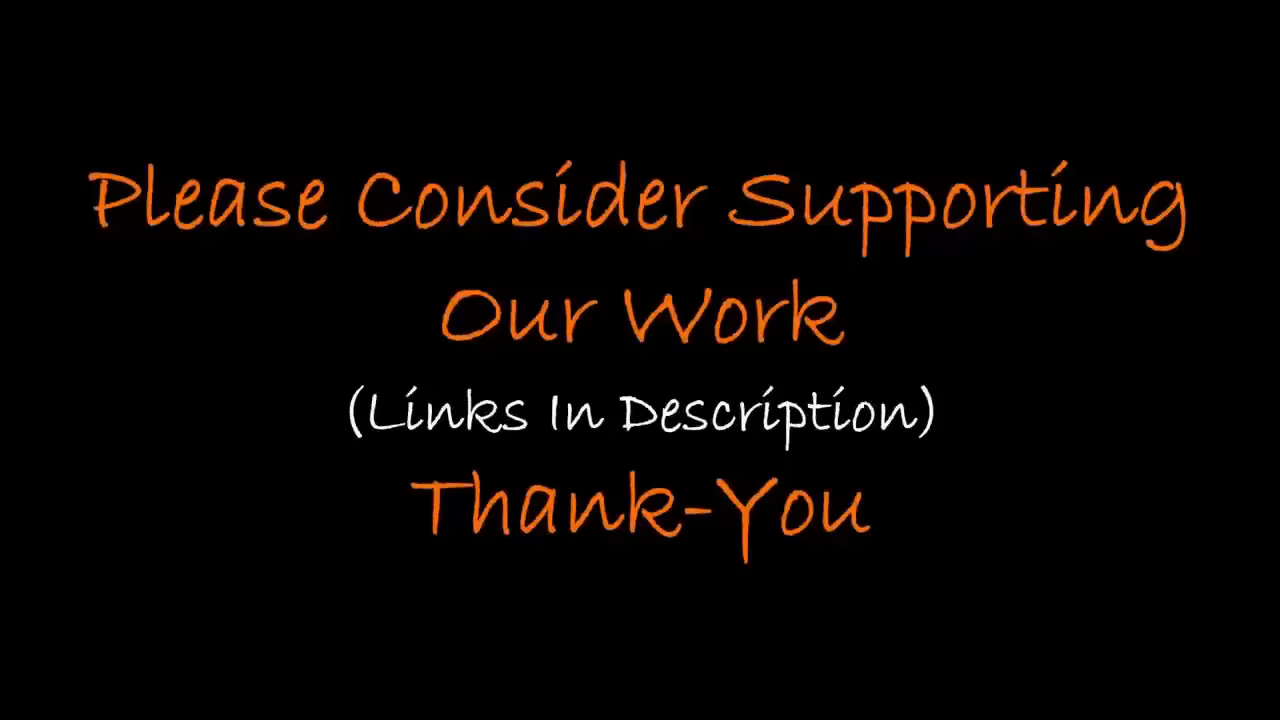 Please Consider Supporting
Our Work
(Links In Description)
Thank-You